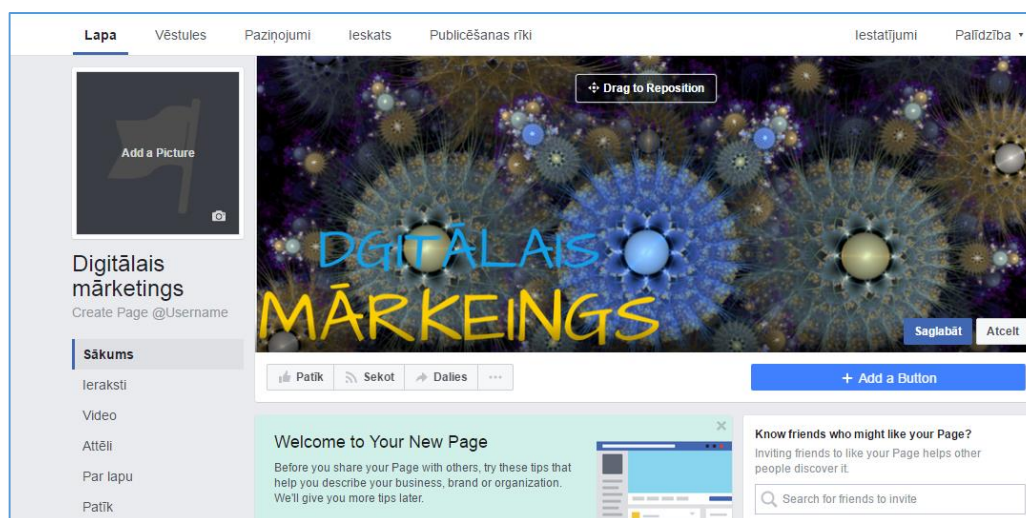 Lapa Vēstules Paziņojumi Ieskats Publicēšanas rīki Iestatījumi Palīdzība
Add a Picture
Digitālais
mārketings
Create Page @Username
Sākums
Ieraksti
Video
Attēli
Par lapu
Patīk
Drag to Reposition
DGITĀLAIS
MĀRKEINGS
Saglabāt Atcelt
Patīk Sekot Dalies
+ Add a Button
Welcome to Your New Page
Before you share your Page with others, try these tips that
help you describe your business, brand or organization.
We'll give you more tips later.
Know friends who might like your Page?
Inviting friends to like your Page helps other
people discover it.
Search for friends to invite